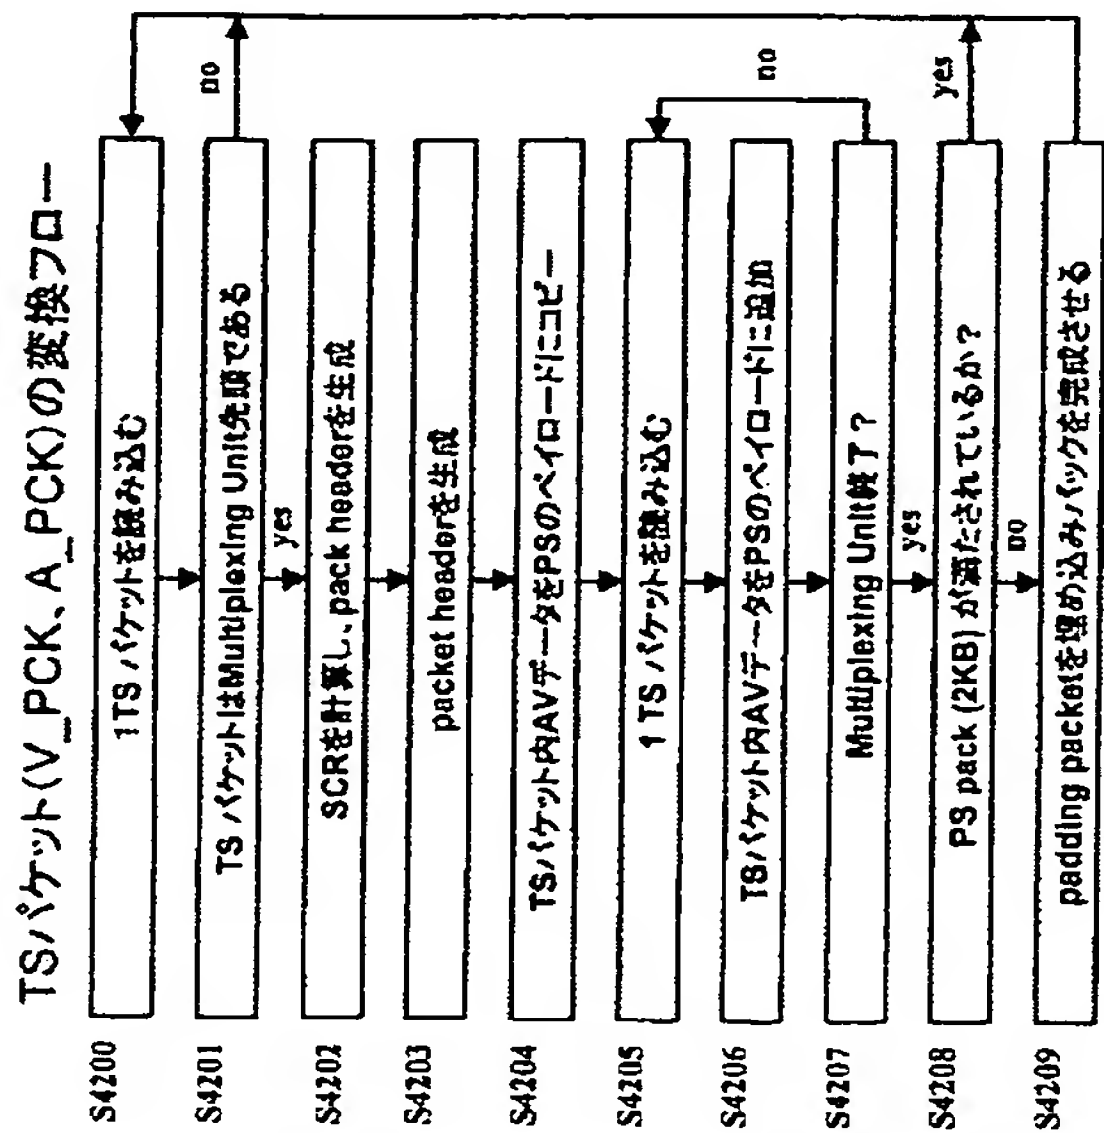 TSパケット(V_PCK、A_PCK)の変換フロー
S4200 1TS パケットを読み込む
S4201 TS パケットはMultiplexing Unit先頭である
no
yes
S4202 SCRを計算し、pack headerを生成
S4203 packet headerを生成
S4204 TSパケット内AVデータをPSのペイロードにコピー
S4205 1 TS パケットを読み込む
S4206 TSパケット内AVデータをPSのペイロードに追加
S4207 Multiplexing Unit終了?
no
yes
S4208 PS pack (2KB) が満たされているか?
yes
no
S4209 padding packetを埋め込みパックを完成させる